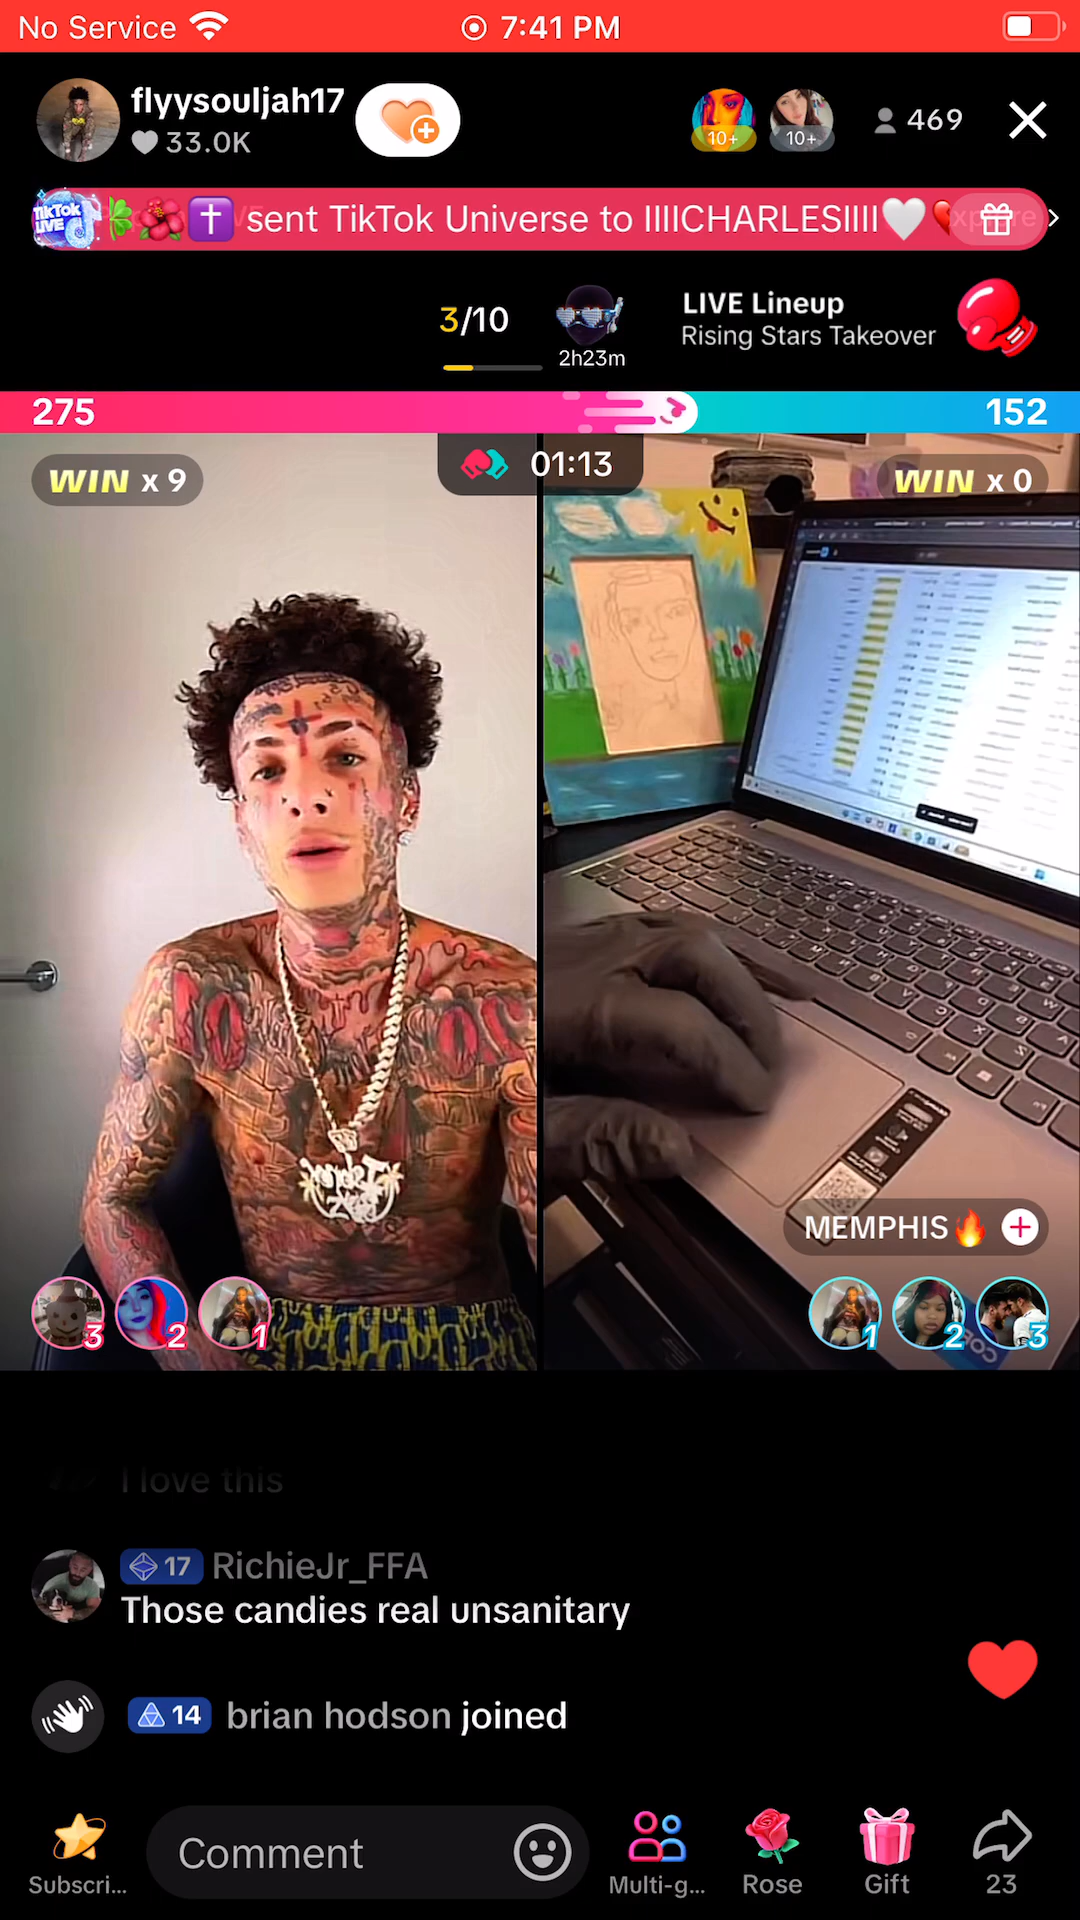 No Service
7:41 PM
flyysouljah17
33.0K
10+
10+
469
TikTok LIVE
sent TikTok Universe to IIIICHARLESIIII
3/10
2h23m
LIVE Lineup
Rising Stars Takeover
275
152
WIN x 9
01:13
WIN x 0
MEMPHIS🔥
3
2
1
1
2
3
I love this
17 RichieJr_FFA
Those candies real unsanitary
14 brian hodson joined
Subscri...
Comment
Multi-g...
Rose
Gift
23